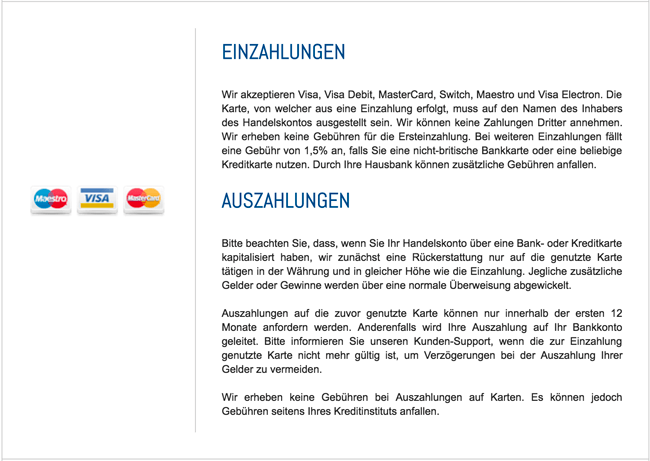 EINZAHLUNGEN
Wir akzeptieren Visa, Visa Debit, MasterCard, Switch, Maestro und Visa Electron. Die
Karte, von welcher aus eine Einzahlung erfolgt, muss auf den Namen des Inhabers
des Handelskontos ausgestellt sein. Wir können keine Zahlungen Dritter annehmen.
Wir erheben keine Gebühren für die Ersteinzahlung. Bei weiteren Einzahlungen fällt
eine Gebühr von 1,5% an, falls Sie eine nicht-britische Bankkarte oder eine beliebige
Kreditkarte nutzen. Durch Ihre Hausbank können zusätzliche Gebühren anfallen.
Maestro VISA MasterCard
AUSZAHLUNGEN
Bitte beachten Sie, dass, wenn Sie Ihr Handelskonto über eine Bank- oder Kreditkarte
kapitalisiert haben, wir zunächst eine Rückerstattung nur auf die genutzte Karte
tätigen in der Währung und in gleicher Höhe wie die Einzahlung. Jegliche zusätzliche
Gelder oder Gewinne werden über eine normale Überweisung abgewickelt.
Auszahlungen auf die zuvor genutzte Karte können nur innerhalb der ersten 12
Monate anfordern werden. Anderenfalls wird Ihre Auszahlung auf Ihr Bankkonto
geleitet. Bitte informieren Sie unseren Kunden-Support, wenn die zur Einzahlung
genutzte Karte nicht mehr gültig ist, um Verzögerungen bei der Auszahlung Ihrer
Gelder zu vermeiden.
Wir erheben keine Gebühren bei Auszahlungen auf Karten. Es können jedoch
Gebühren seitens Ihres Kreditinstituts anfallen.